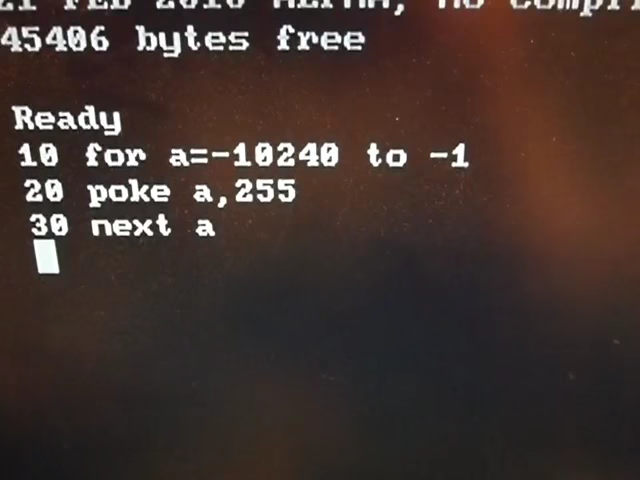 45406 bytes free
Ready
10 for a=-10240 to -1
20 poke a,255
30 next a